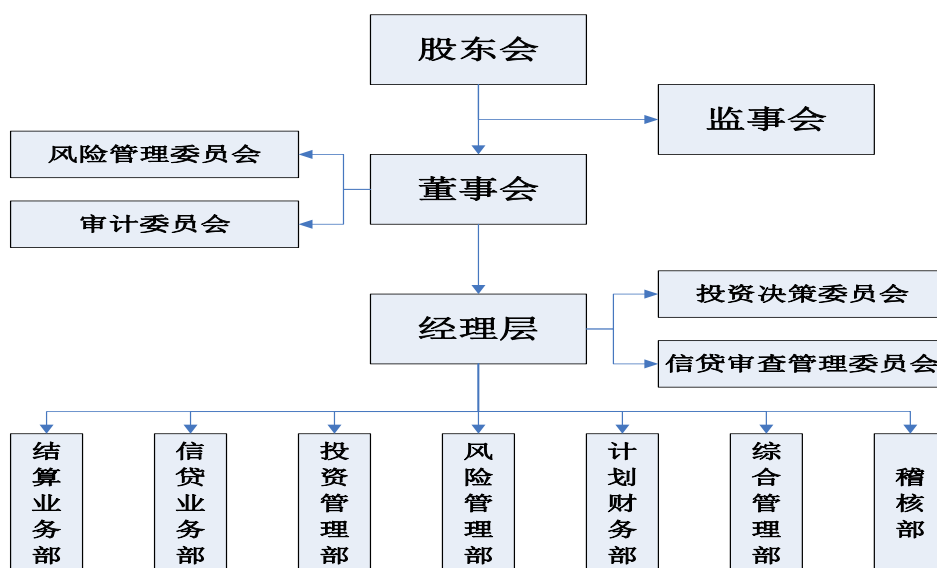 股东会
监事会
风险管理委员会
董事会
审计委员会
投资决策委员会
经理层
信贷审查管理委员会
结算业务部
信贷业务部
投资管理部
风险管理部
计划财务部
综合管理部
稽核部